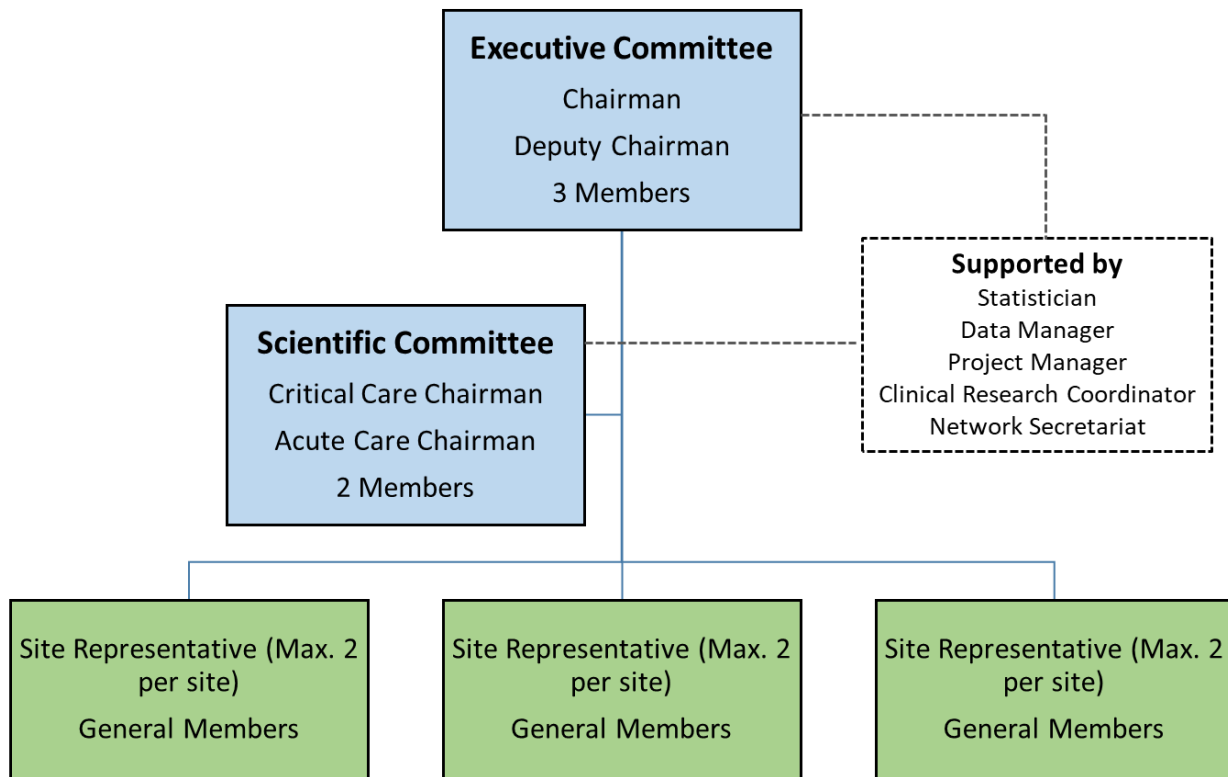 Executive Committee
Chairman
Deputy Chairman
3 Members
Supported by
Statistician
Data Manager
Project Manager
Clinical Research Coordinator
Network Secretariat
Scientific Committee
Critical Care Chairman
Acute Care Chairman
2 Members
Site Representative (Max. 2
per site)
General Members
Site Representative (Max. 2
per site)
General Members
Site Representative (Max. 2
per site)
General Members